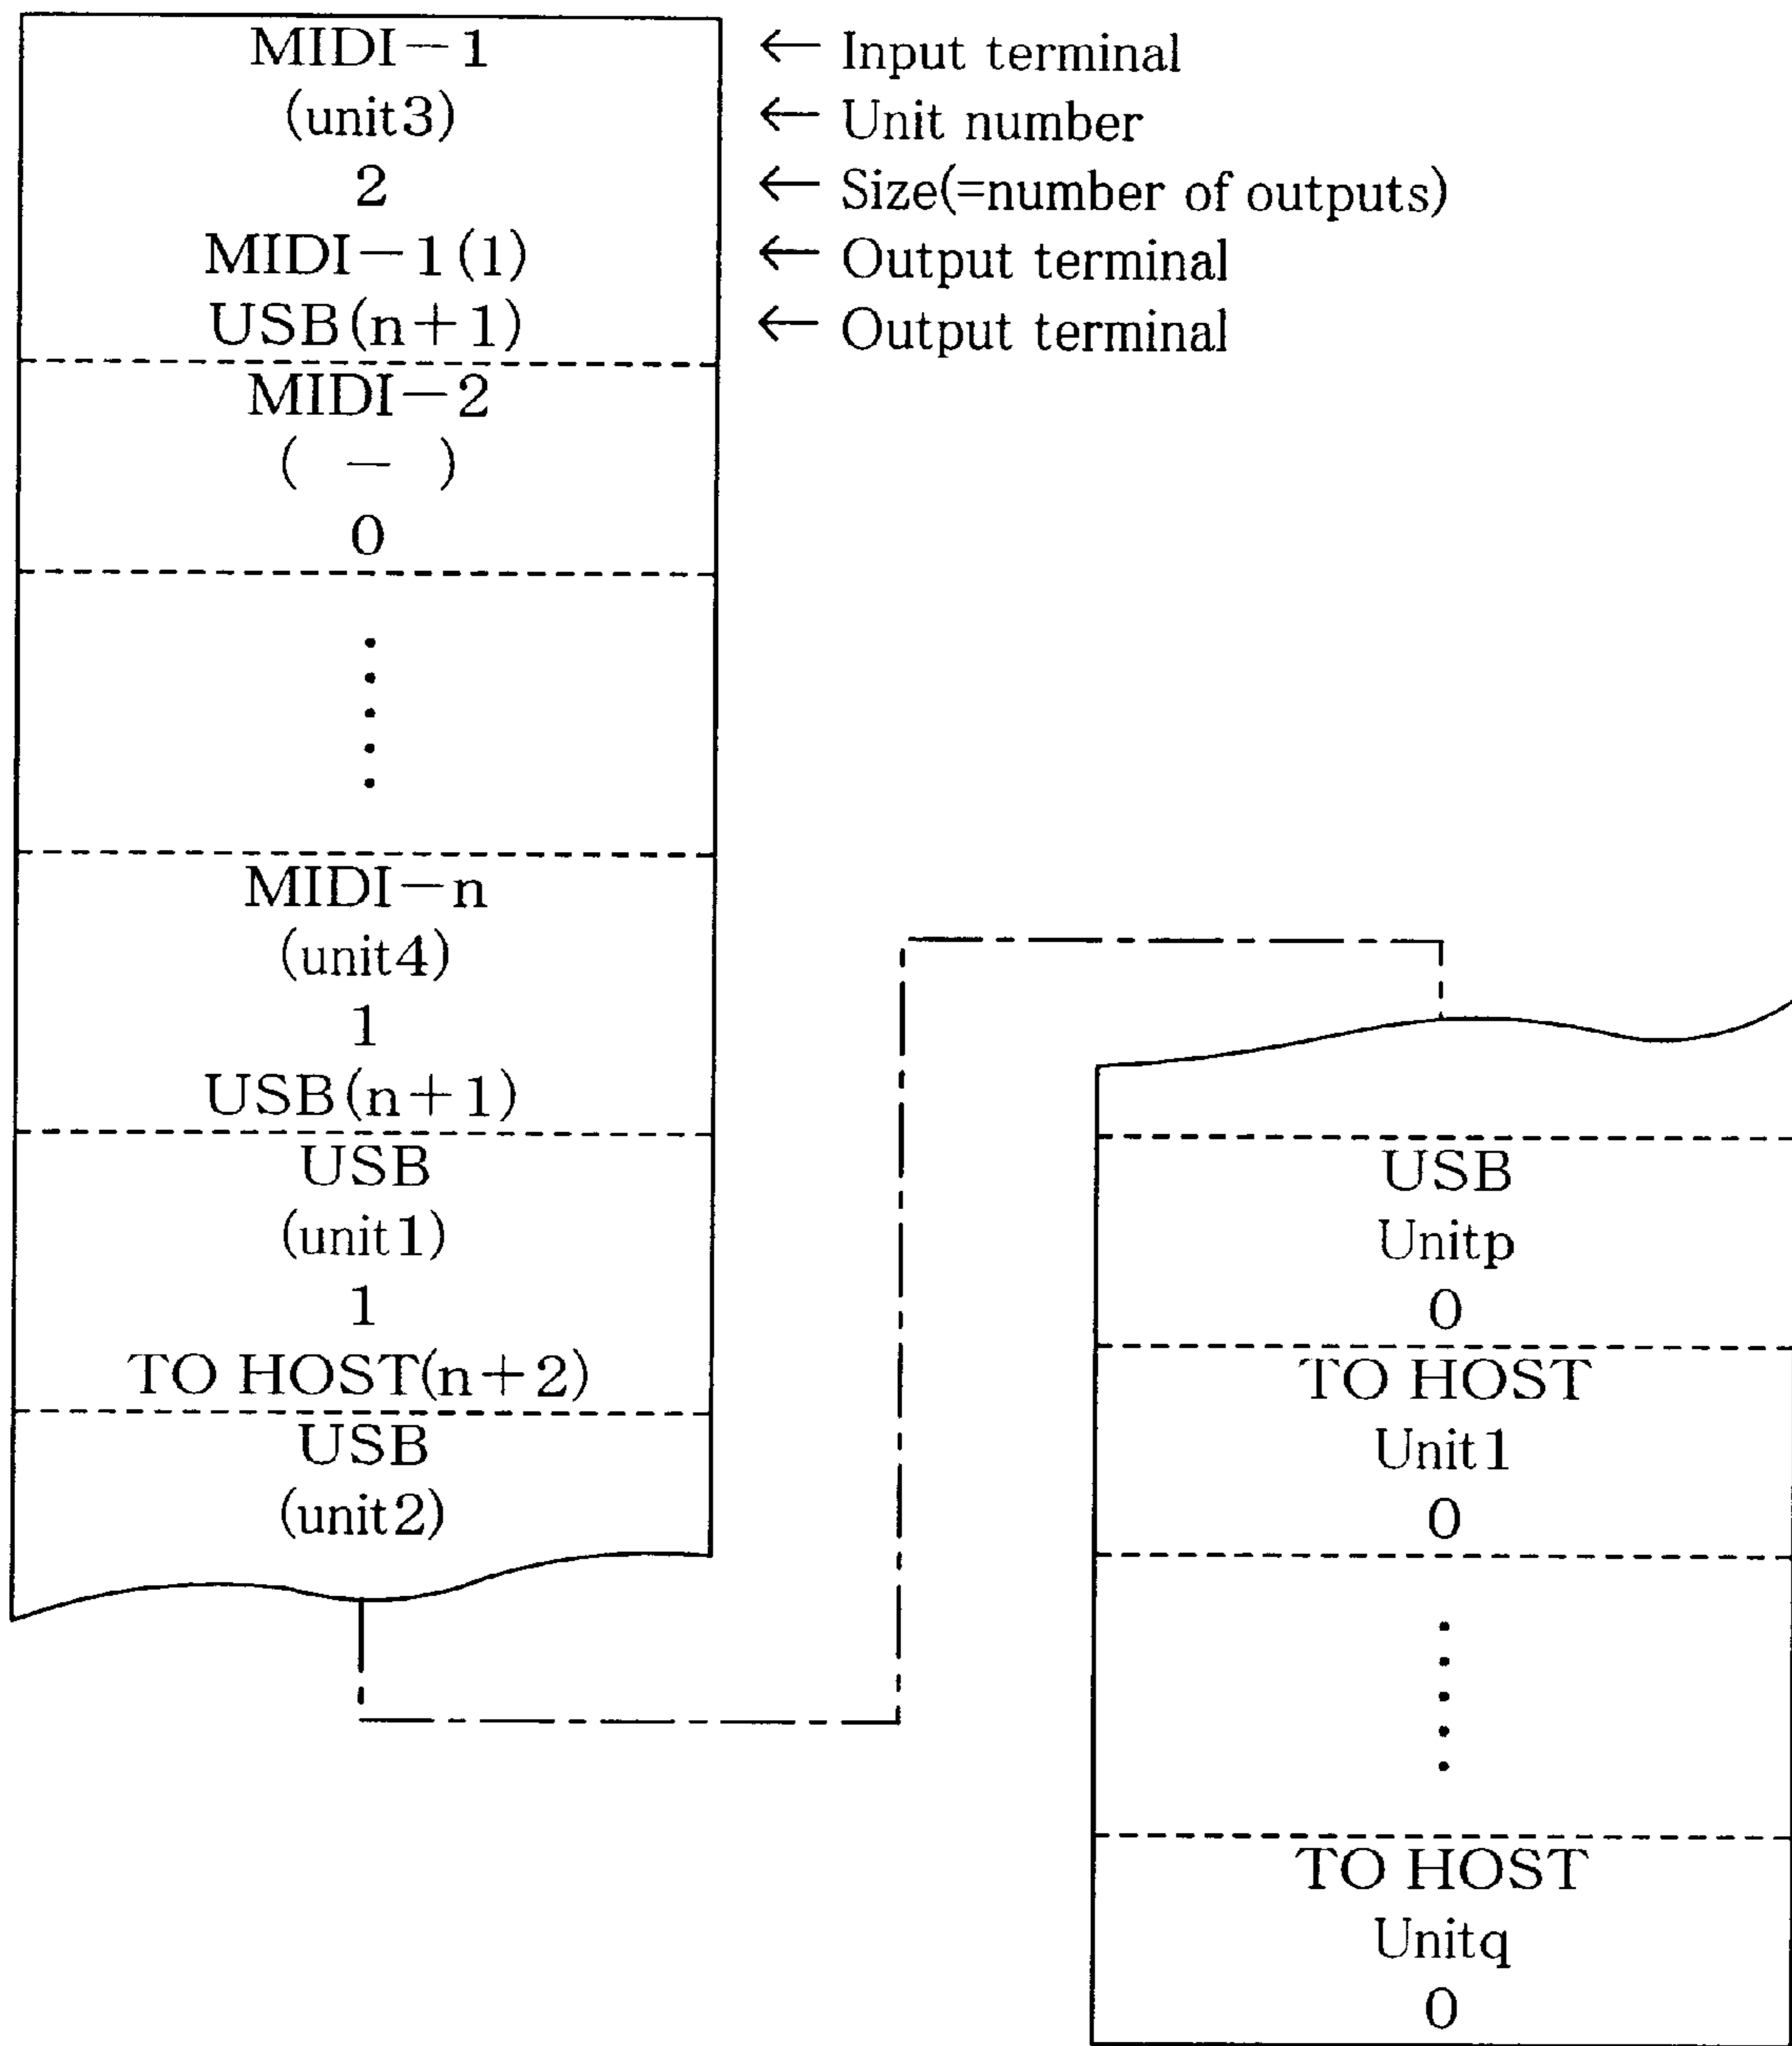 MIDI－1 ← Input terminal
(unit3) ← Unit number
2 ← Size(=number of outputs)
MIDI－1(1) ← Output terminal
USB(n+1) ← Output terminal
MIDI－2
( － )
0
MIDI－n
(unit4)
1
USB(n+1)
USB
(unit1)
1
TO HOST(n+2)
USB
(unit2)
USB
Unitp
0
TO HOST
Unit1
0
TO HOST
Unitq
0